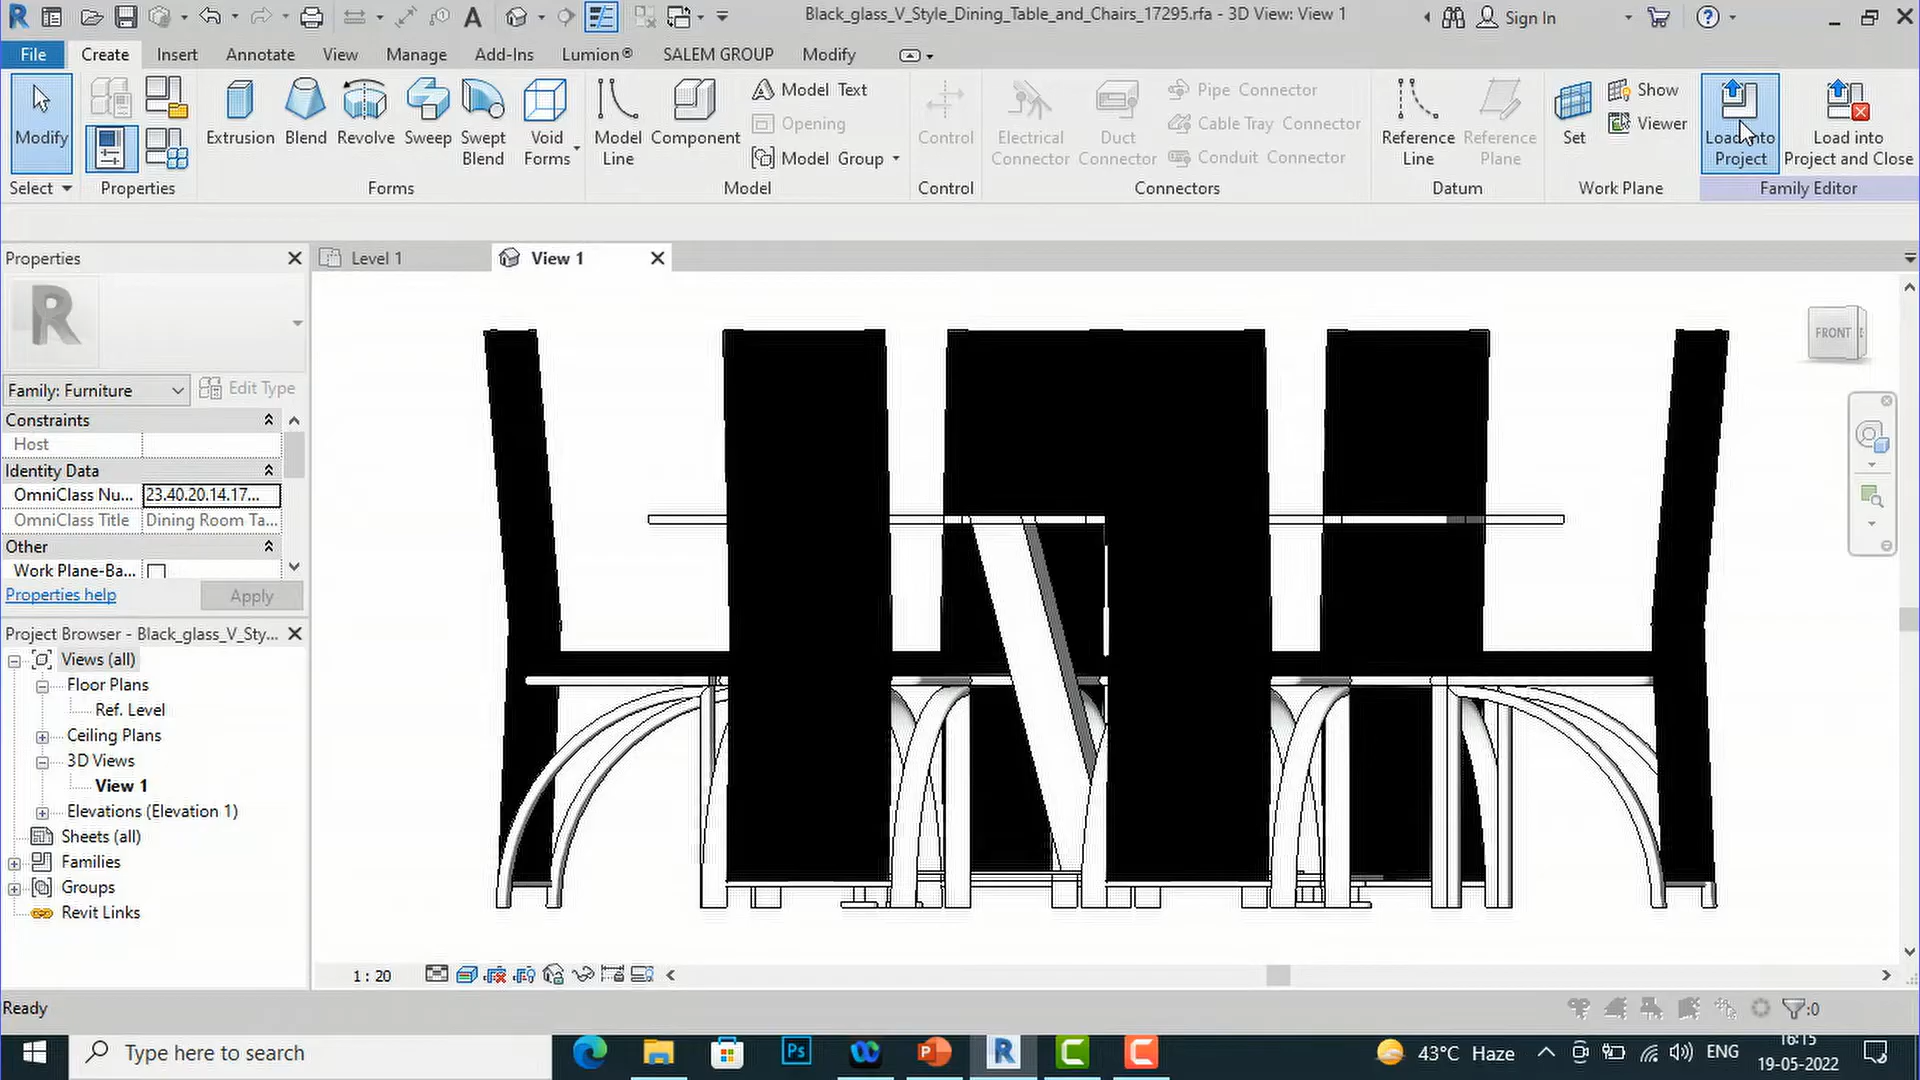 Black_glass_V_Style_Dining_Table_and_Chairs_17295.rfa - 3D View: View 1
Sign In
File
Create
Insert
Annotate
View
Manage
Add-Ins
Lumion®
SALEM GROUP
Modify
Modify
Extrusion
Blend
Revolve
Sweep
Swept
Blend
Void
Forms
Model
Line
Component
Model Text
Opening
Model Group
Control
Electrical
Connector
Duct
Connector
Pipe Connector
Cable Tray Connector
Conduit Connector
Reference
Line
Reference
Plane
Set
Show
Viewer
Load into
Project
Load into
Project and Close
Select
Properties
Forms
Model
Control
Connectors
Datum
Work Plane
Family Editor
Properties
Level 1
View 1
Family: Furniture
Edit Type
Constraints
Host
Identity Data
OmniClass Nu...
23.40.20.14.17...
OmniClass Title
Dining Room Ta...
Other
Work Plane-Ba...
Properties help
Apply
Project Browser - Black_glass_V_Sty...
Views (all)
Floor Plans
Ref. Level
Ceiling Plans
3D Views
View 1
Elevations (Elevation 1)
Sheets (all)
Families
Groups
Revit Links
FRONT
1 : 20
Ready
:0
Type here to search
Ps
43°C Haze
ENG
16:15
19-05-2022